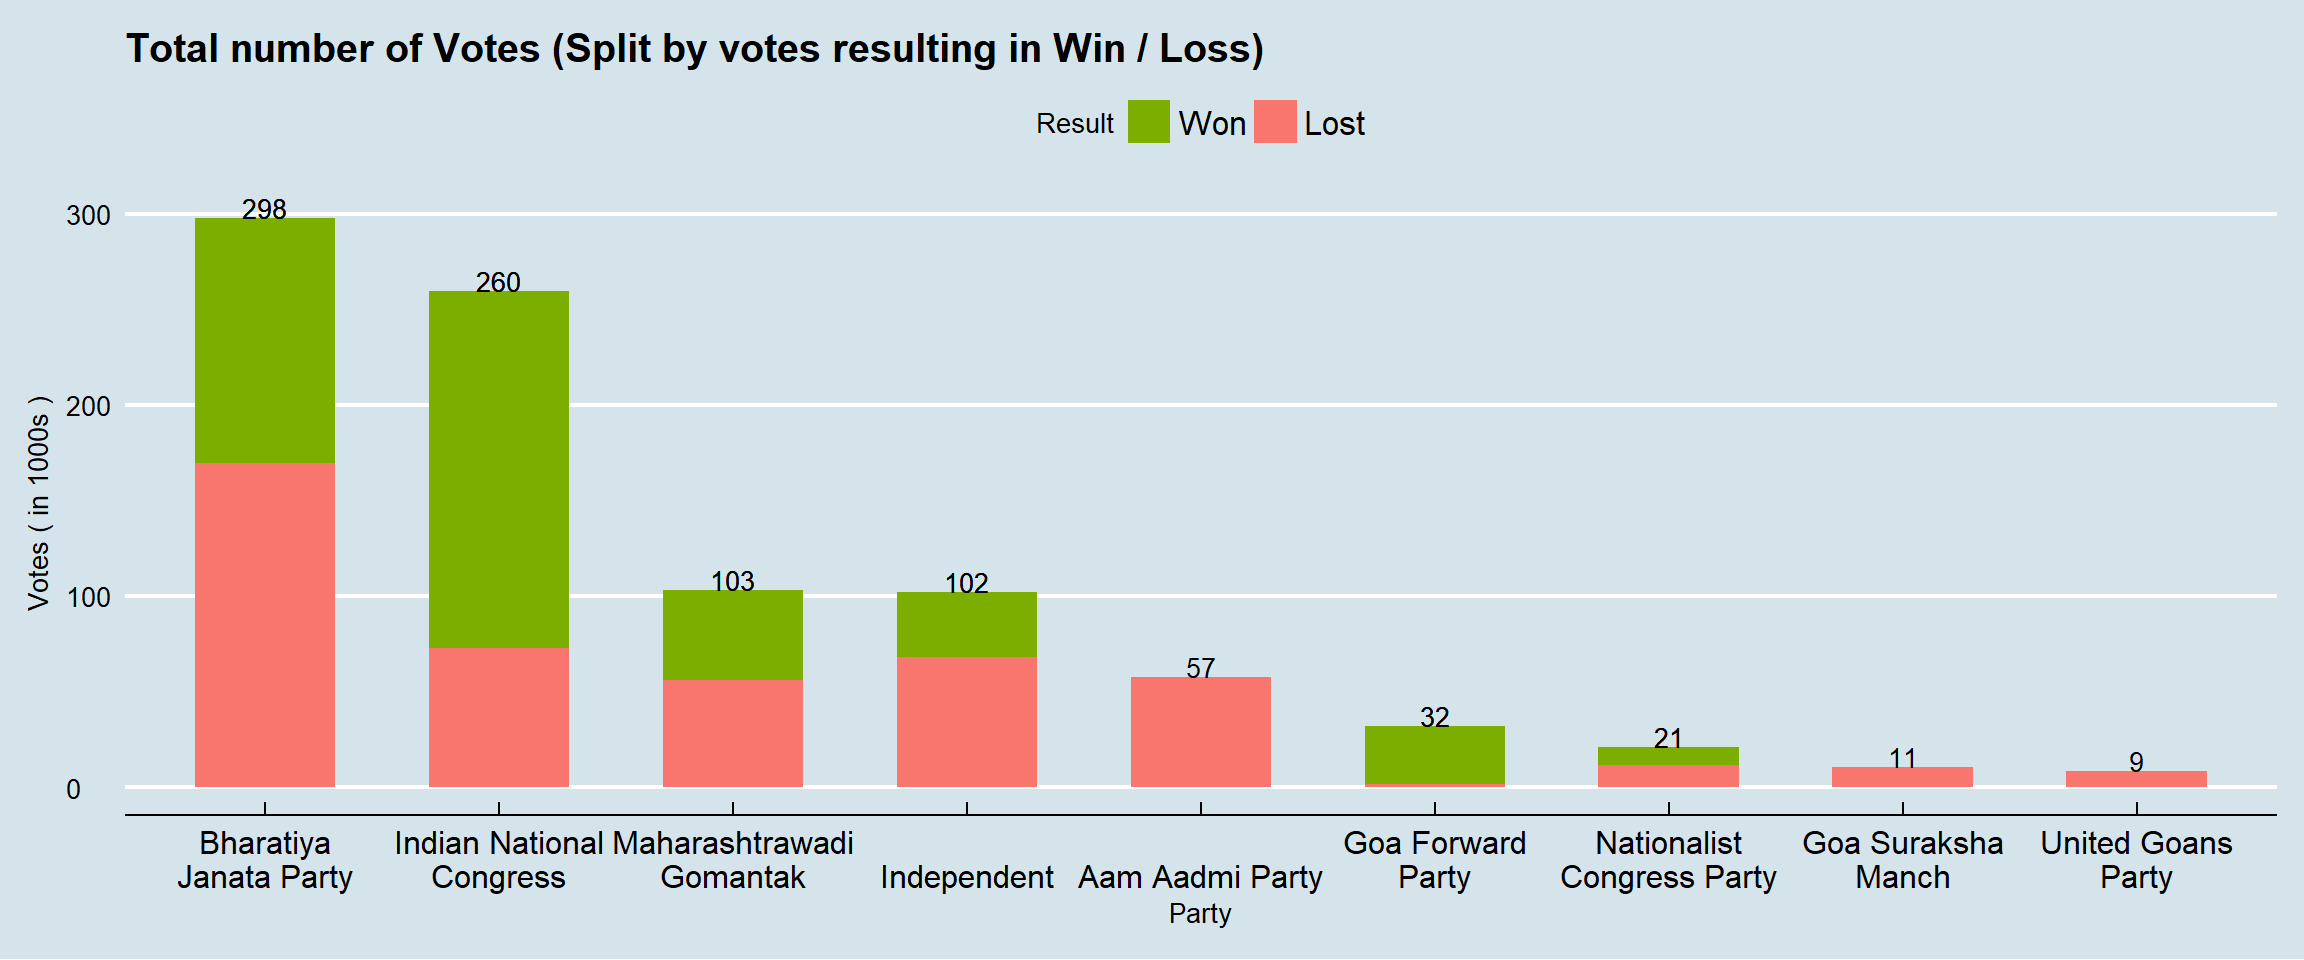 Total number of Votes (Split by votes resulting in Win / Loss)
Result Won Lost
Votes ( in 1000s )
300
200
100
0
298
260
103
102
57
32
21
11
9
Bharatiya
Janata Party
Indian National
Congress
Maharashtrawadi
Gomantak
Independent
Aam Aadmi Party
Goa Forward
Party
Nationalist
Congress Party
Goa Suraksha
Manch
United Goans
Party
Party